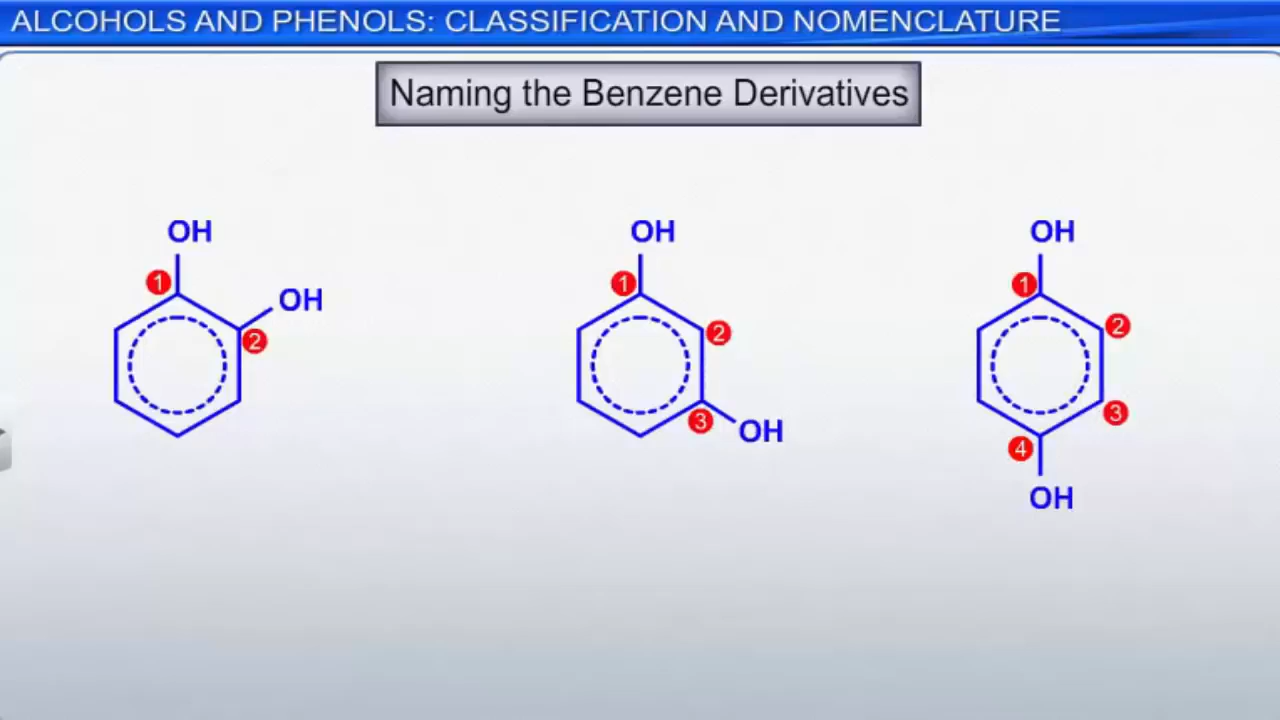 ALCOHOLS AND PHENOLS: CLASSIFICATION AND NOMENCLATURE
Naming the Benzene Derivatives
OH
1
OH
2
OH
1
2
3
OH
OH
1
2
3
4
OH